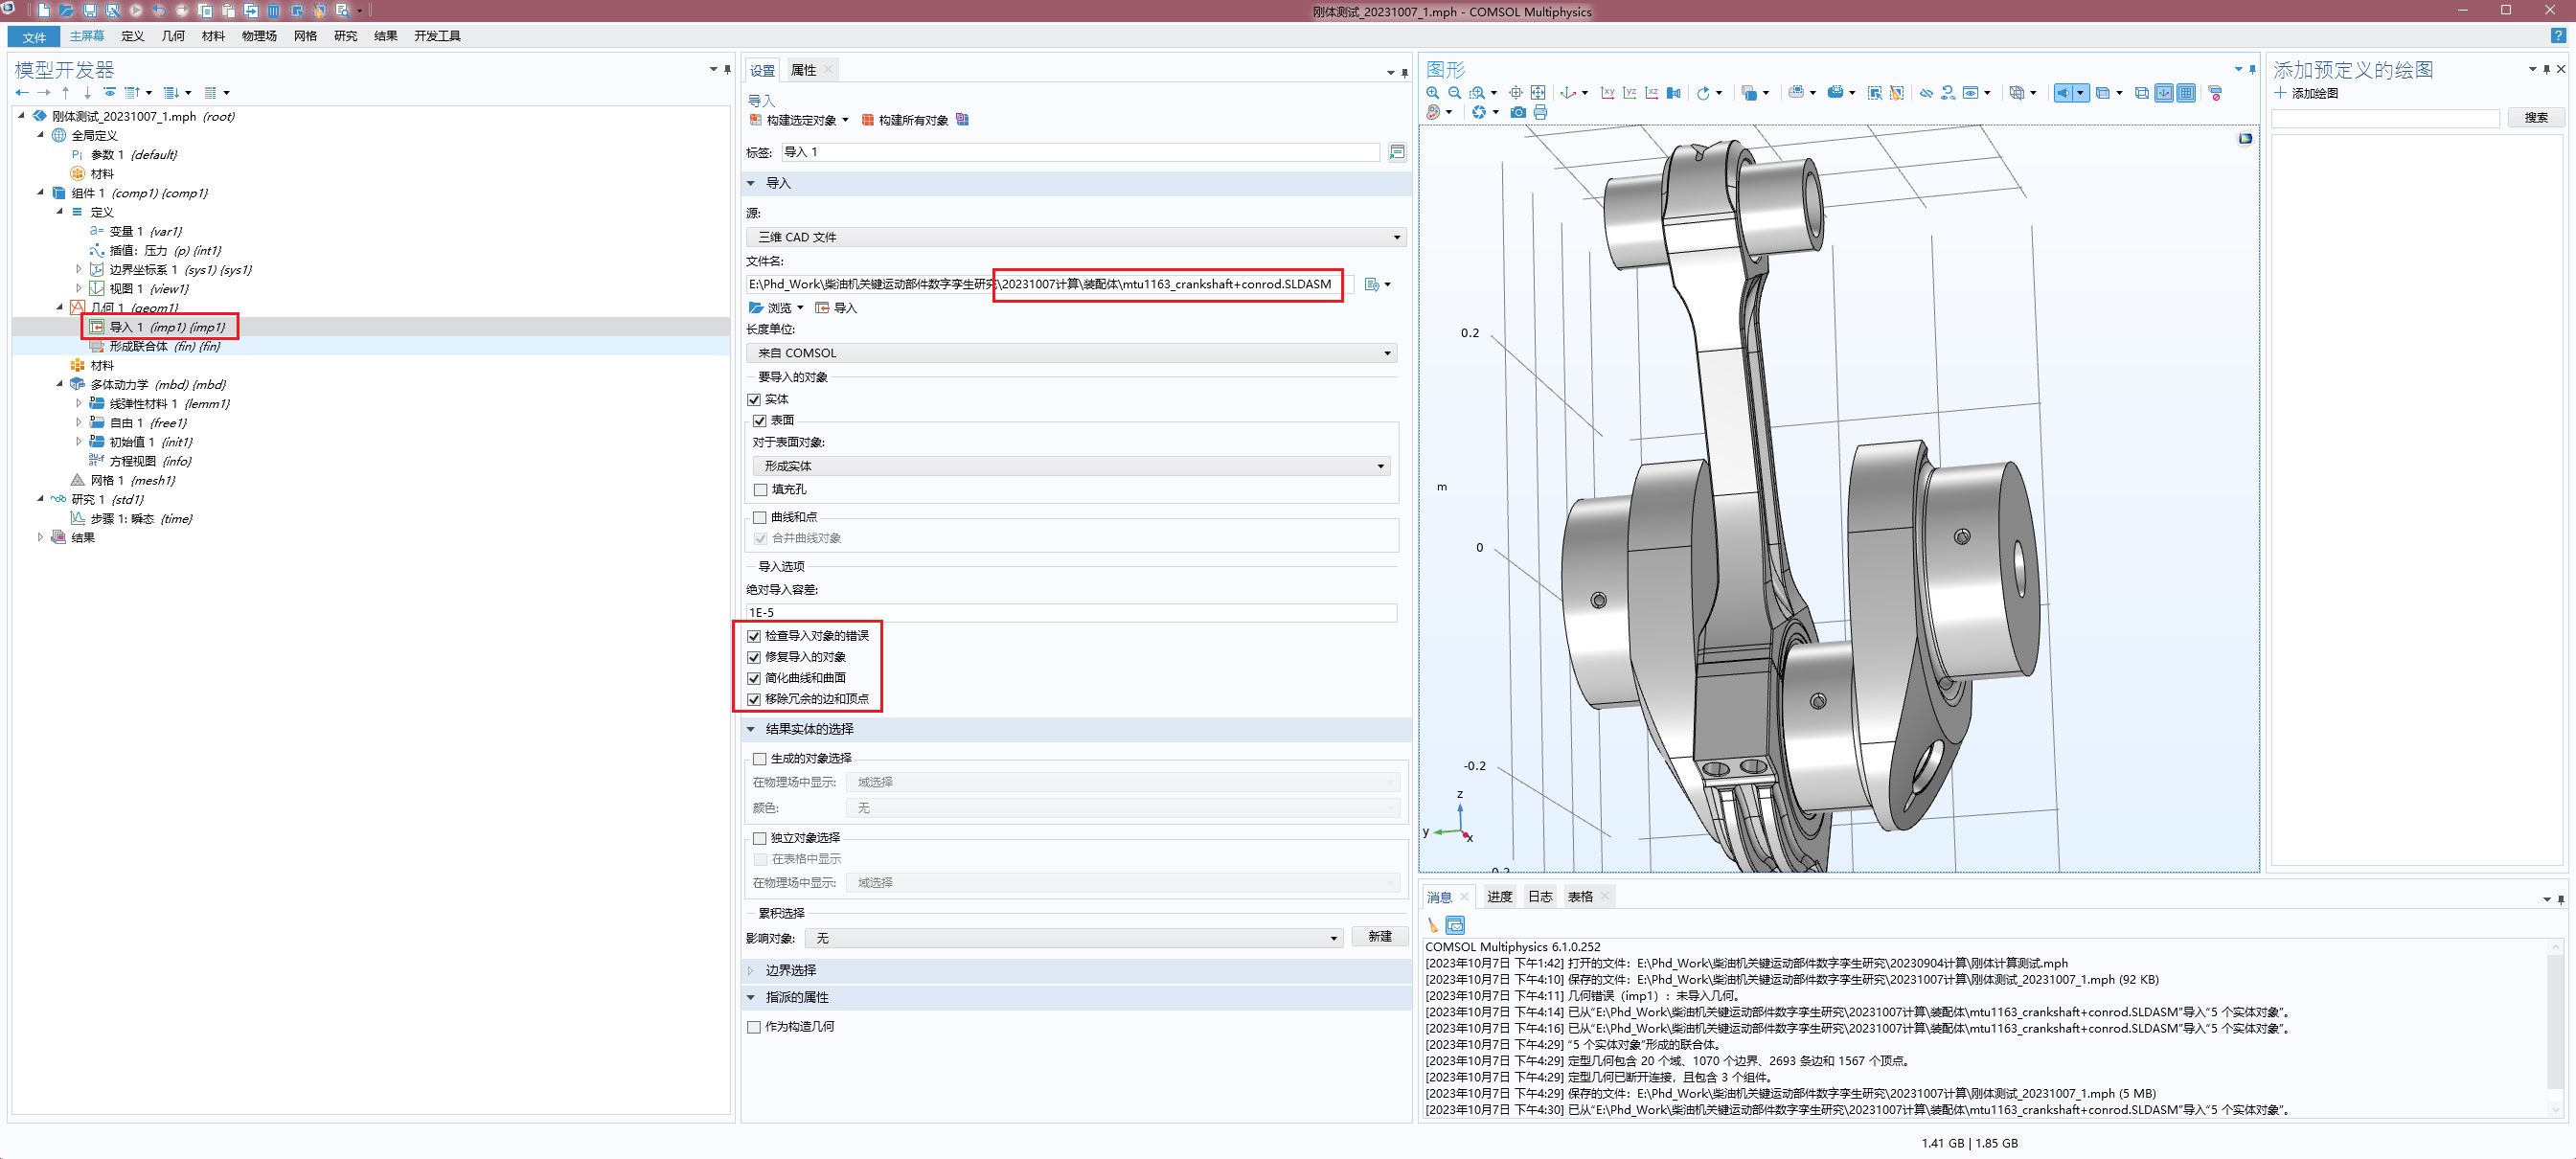 刚体测试_20231007_1.mph - COMSOL Multiphysics
文件 主屏幕 定义 几何 材料 物理场 网格 研究 结果 开发工具
模型开发器
刚体测试_20231007_1.mph (root)
全局定义
Pi 参数 1 {default}
材料
组件 1 (comp1) {comp1}
定义
a= 变量 1 {var1}
插值: 压力 (p) {int1}
边界坐标系 1 (sys1) {sys1}
视图 1 {view1}
几何 1 {geom1}
导入 1 (imp1) {imp1}
形成联合体 (fin) {fin}
材料
多体动力学 (mbd) {mbd}
线弹性材料 1 {lemm1}
自由 1 {free1}
初始值 1 {init1}
方程视图 {info}
网格 1 {mesh1}
研究 1 {std1}
步骤 1: 瞬态 {time}
结果
设置 属性
导入
构建选定对象 构建所有对象
标签: 导入 1
导入
源:
三维 CAD 文件
文件名:
E:\Phd_Work\柴油机关键运动部件数字孪生研究\20231007计算\装配体\mtu1163_crankshaft+conrod.SLDASM
浏览 导入
长度单位:
来自 COMSOL
要导入的对象
实体
表面
对于表面对象:
形成实体
填充孔
曲线和点
合并曲线对象
导入选项
绝对导入容差:
1E-5
检查导入对象的错误
修复导入的对象
简化曲线和曲面
移除冗余的边和顶点
结果实体的选择
生成的对象选择
在物理场中显示: 域选择
颜色: 无
独立对象选择
在表格中显示
在物理场中显示: 域选择
累积选择
影响对象: 无 新建
边界选择
指派的属性
作为构造几何
图形
xy yz xz
0.2
m
0
-0.2
z
y
x
消息 进度 日志 表格
COMSOL Multiphysics 6.1.0.252
[2023年10月7日 下午1:42] 打开的文件: E:\Phd_Work\柴油机关键运动部件数字孪生研究\20230904计算\刚体计算测试.mph
[2023年10月7日 下午4:10] 保存的文件: E:\Phd_Work\柴油机关键运动部件数字孪生研究\20231007计算\刚体测试_20231007_1.mph (92 KB)
[2023年10月7日 下午4:11] 几何错误（imp1）: 未导入几何。
[2023年10月7日 下午4:14] 已从“E:\Phd_Work\柴油机关键运动部件数字孪生研究\20231007计算\装配体\mtu1163_crankshaft+conrod.SLDASM”导入“5 个实体对象”。
[2023年10月7日 下午4:16] 已从“E:\Phd_Work\柴油机关键运动部件数字孪生研究\20231007计算\装配体\mtu1163_crankshaft+conrod.SLDASM”导入“5 个实体对象”。
[2023年10月7日 下午4:29] “5 个实体对象”形成的联合体。
[2023年10月7日 下午4:29] 定型几何包含 20 个域、1070 个边界、2693 条边和 1567 个顶点。
[2023年10月7日 下午4:29] 定型几何已断开连接，且包含 3 个组件。
[2023年10月7日 下午4:29] 保存的文件: E:\Phd_Work\柴油机关键运动部件数字孪生研究\20231007计算\刚体测试_20231007_1.mph (5 MB)
[2023年10月7日 下午4:30] 已从“E:\Phd_Work\柴油机关键运动部件数字孪生研究\20231007计算\装配体\mtu1163_crankshaft+conrod.SLDASM”导入“5 个实体对象”。
添加预定义的绘图
添加绘图
搜索
1.41 GB | 1.85 GB